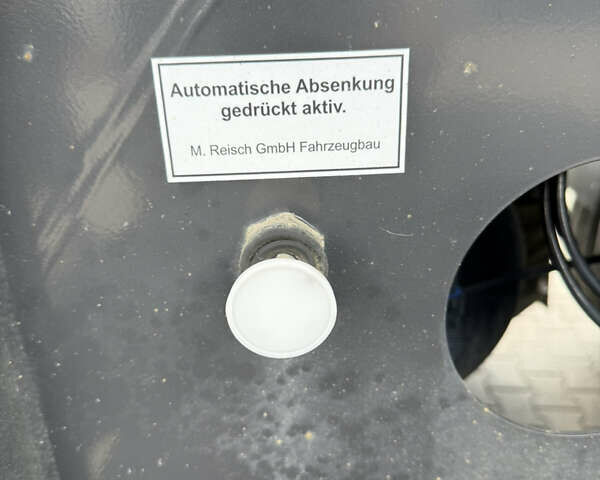 Automatische Absenkung
gedrückt aktiv.
M. Reisch GmbH Fahrzeugbau